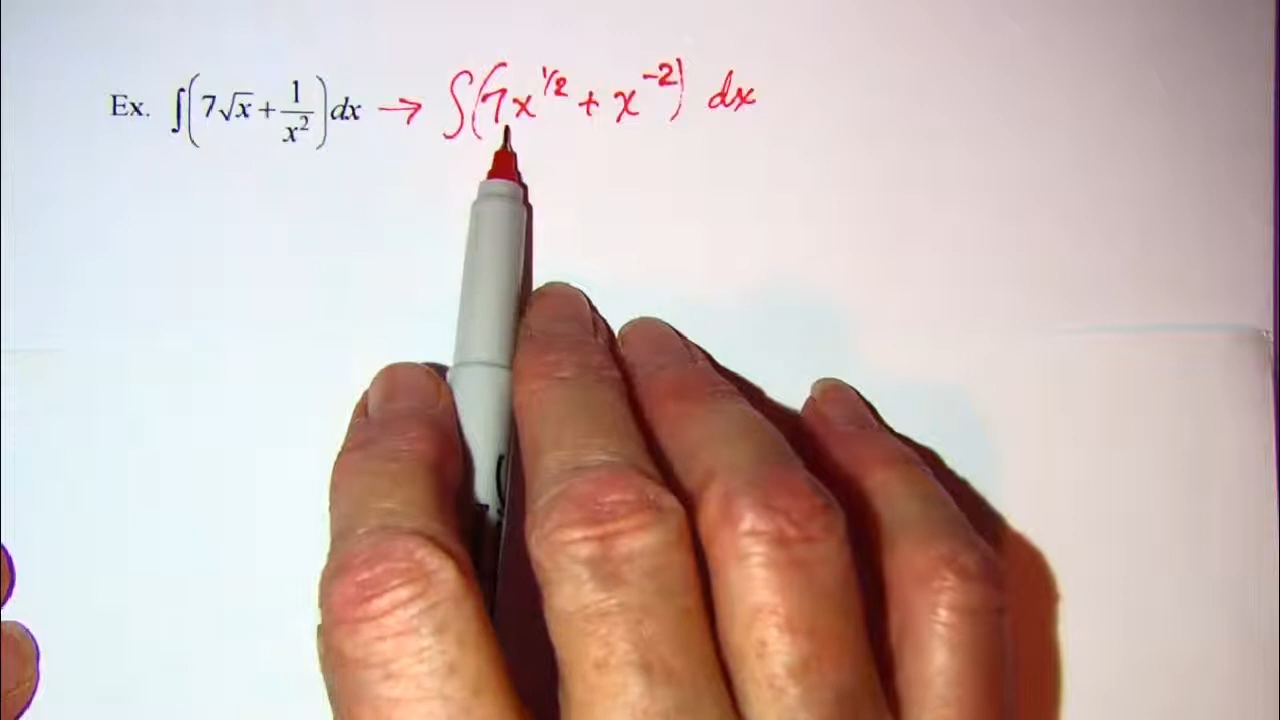 Ex. ∫(7√x + 1/x²)dx → ∫(7x^{1/2} + x^{-2}) dx